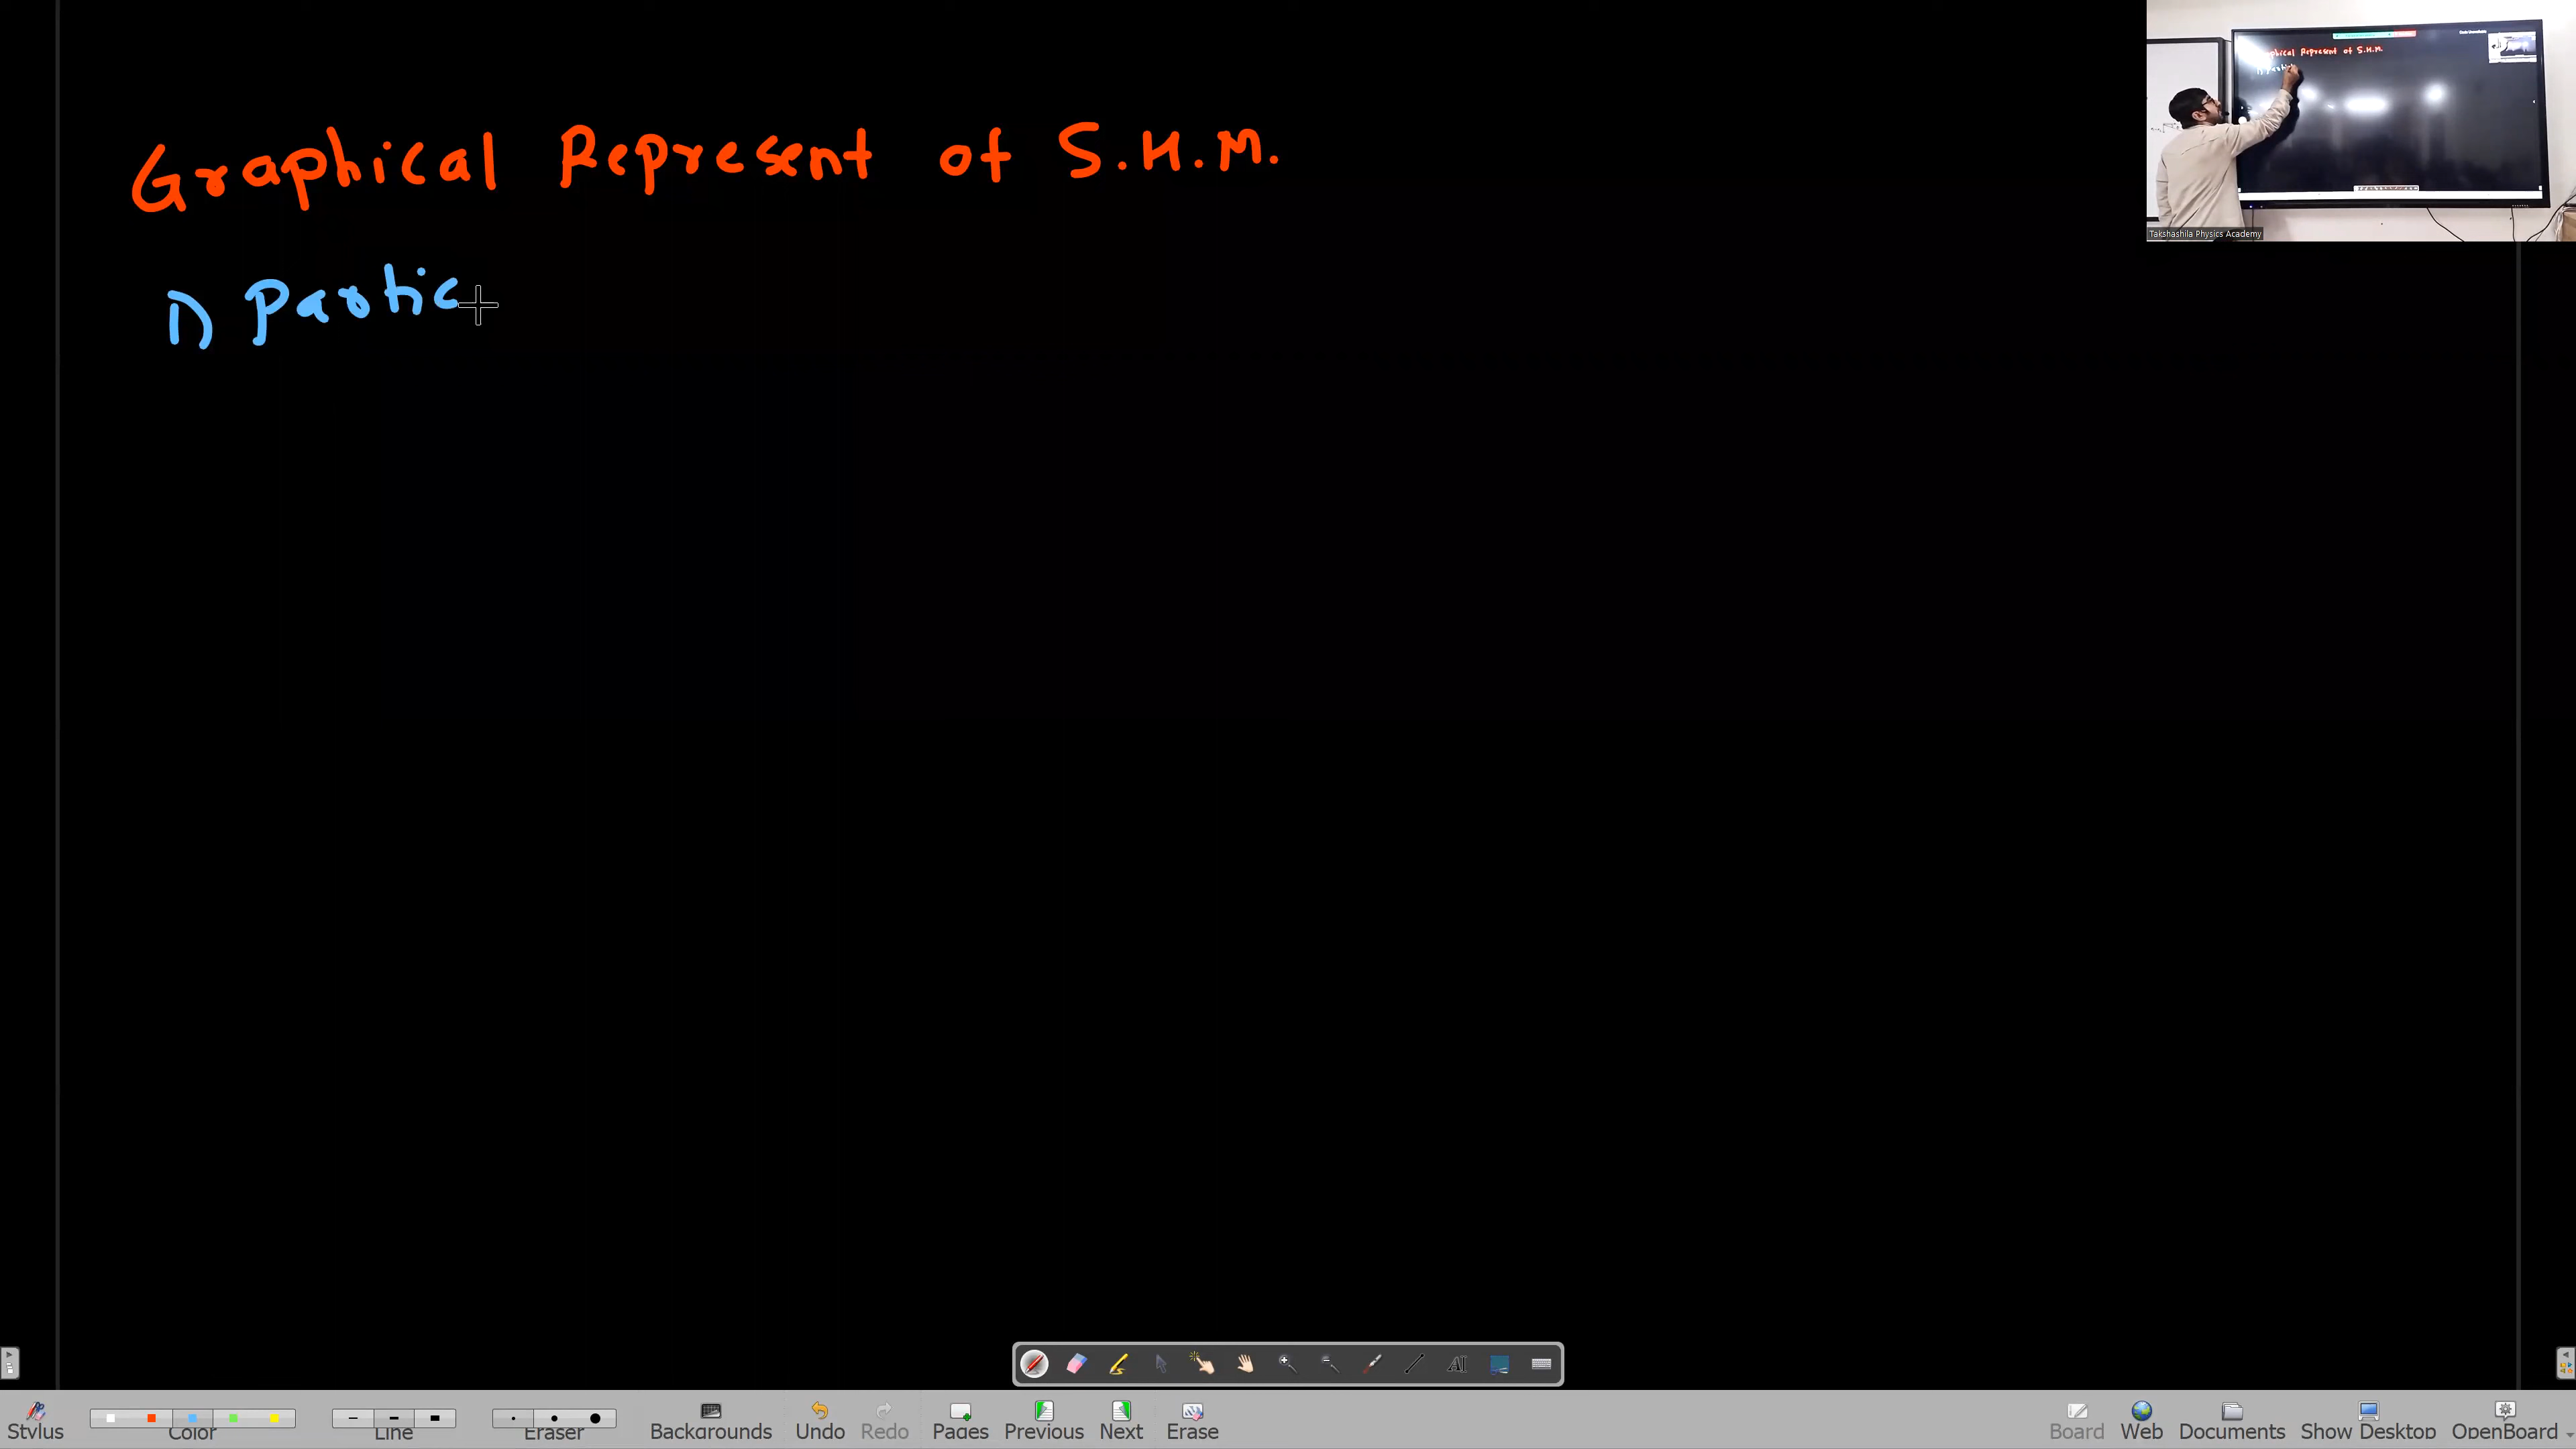 Graphical Represent of S.H.M.
1) Partic
Takshashila Physics Academy
Stylus
Color
Line
Eraser
Backgrounds
Undo
Redo
Pages
Previous
Next
Erase
Board
Web
Documents
Show Desktop
OpenBoard